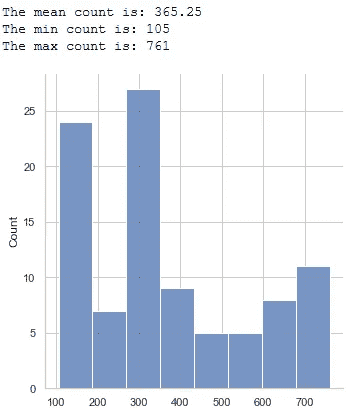 The mean count is: 365.25
The min count is: 105
The max count is: 761
25
20
15
10
5
0
Count
100 200 300 400 500 600 700